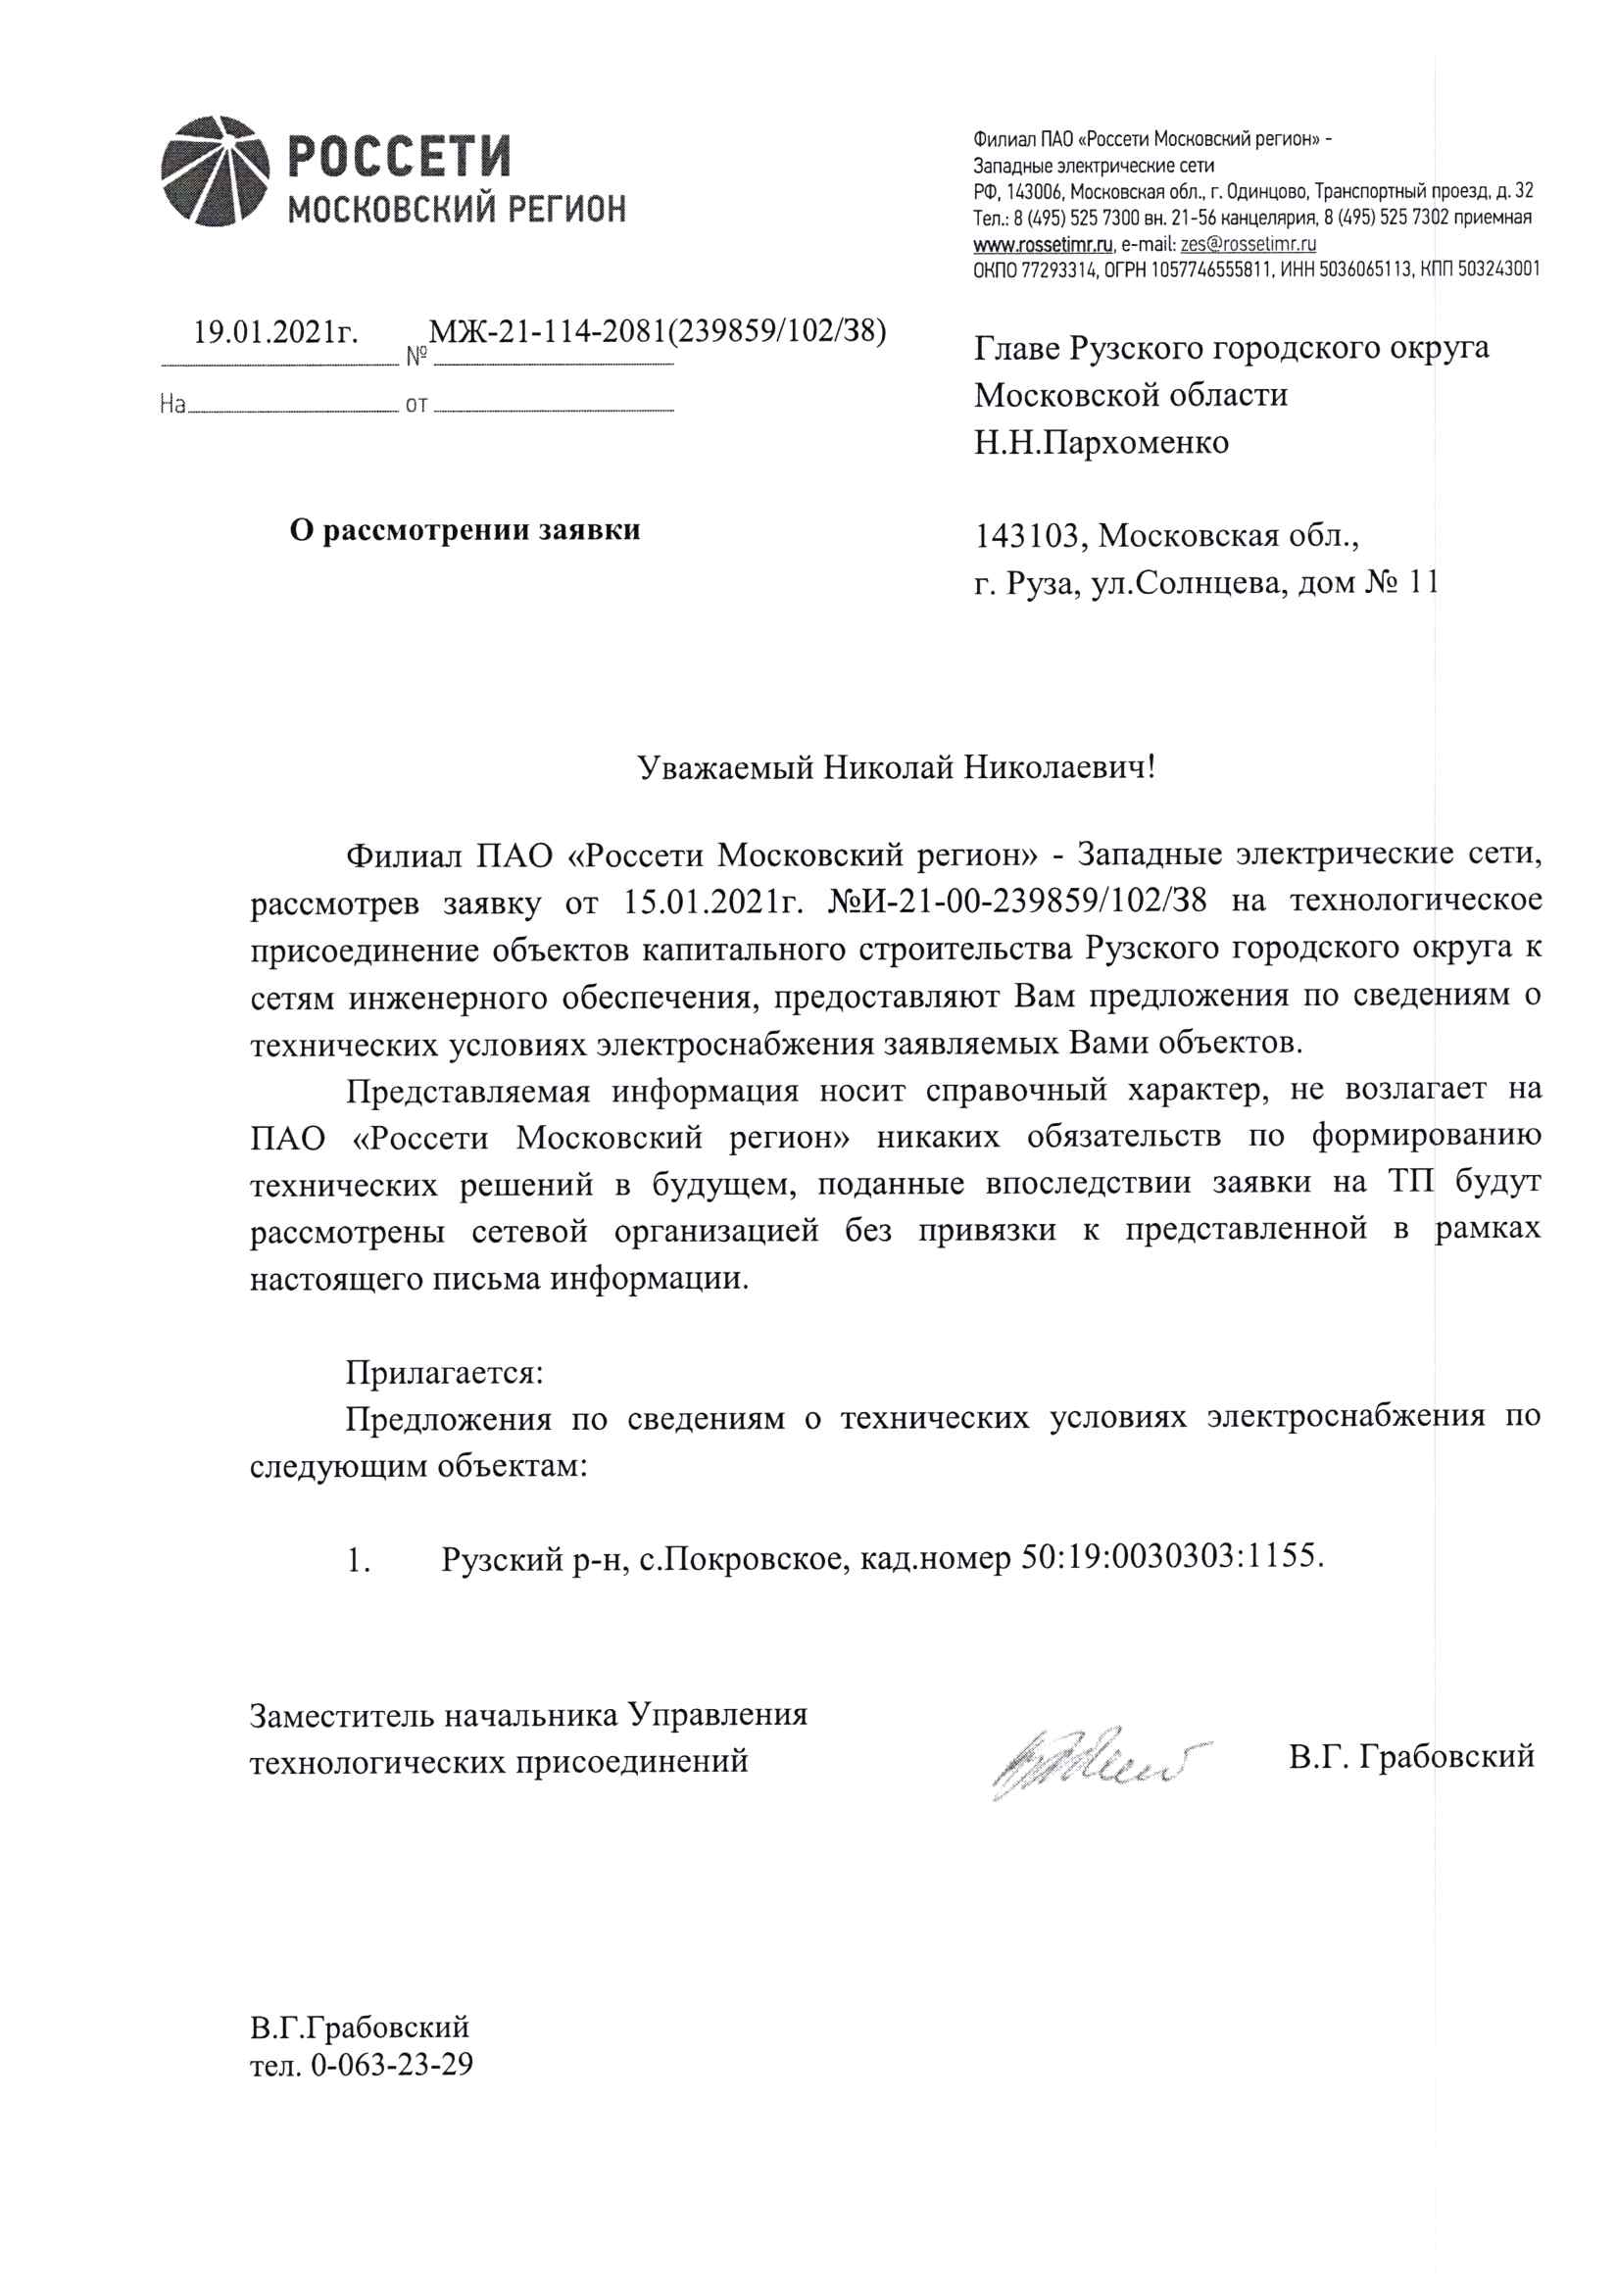 РОССЕТИ
МОСКОВСКИЙ РЕГИОН
Филиал ПАО «Россети Московский регион» -
Западные электрические сети
РФ, 143006, Московская обл., г. Одинцово, Транспортный проезд, д. 32
Тел.: 8 (495) 525 7300 вн. 21-56 канцелярия, 8 (495) 525 7302 приемная
www.rossetimr.ru, e-mail: zes@rossetimr.ru
ОКПО 77293314, ОГРН 1057746555811, ИНН 5036065113, КПП 503243001
19.01.2021г. № МЖ-21-114-2081(239859/102/38)
На от
Главе Рузского городского округа
Московской области
Н.Н.Пархоменко
О рассмотрении заявки
143103, Московская обл.,
г. Руза, ул.Солнцева, дом № 11
Уважаемый Николай Николаевич!
Филиал ПАО «Россети Московский регион» - Западные электрические сети,
рассмотрев заявку от 15.01.2021г. №И-21-00-239859/102/38 на технологическое
присоединение объектов капитального строительства Рузского городского округа к
сетям инженерного обеспечения, предоставляют Вам предложения по сведениям о
технических условиях электроснабжения заявляемых Вами объектов.
Представляемая информация носит справочный характер, не возлагает на
ПАО «Россети Московский регион» никаких обязательств по формированию
технических решений в будущем, поданные впоследствии заявки на ТП будут
рассмотрены сетевой организацией без привязки к представленной в рамках
настоящего письма информации.
Прилагается:
Предложения по сведениям о технических условиях электроснабжения по
следующим объектам:
1. Рузский р-н, с.Покровское, кад.номер 50:19:0030303:1155.
Заместитель начальника Управления
технологических присоединений
В.Г. Грабовский
В.Г.Грабовский
тел. 0-063-23-29